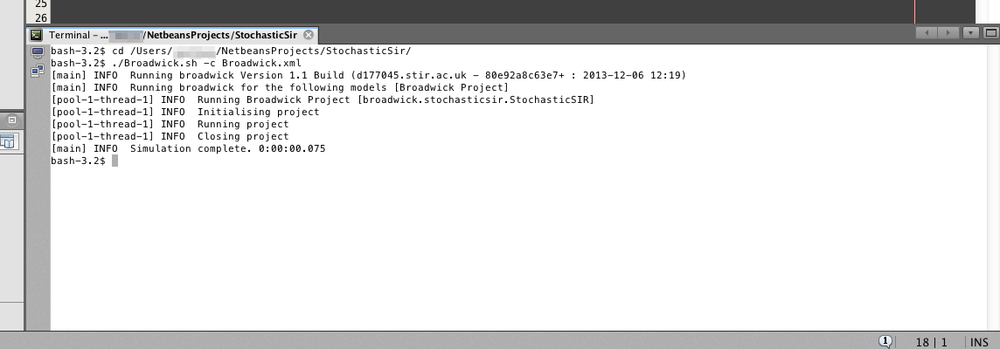 25
26
Terminal - ... /NetbeansProjects/StochasticSir
bash-3.2$ cd /Users/ /NetbeansProjects/StochasticSir/
bash-3.2$ ./Broadwick.sh -c Broadwick.xml
[main] INFO  Running broadwick Version 1.1 Build (d177045.stir.ac.uk - 80e92a8c63e7+ : 2013-12-06 12:19)
[main] INFO  Running broadwick for the following models [Broadwick Project]
[pool-1-thread-1] INFO  Running Broadwick Project [broadwick.stochasticsir.StochasticSIR]
[pool-1-thread-1] INFO  Initialising project
[pool-1-thread-1] INFO  Running project
[pool-1-thread-1] INFO  Closing project
[main] INFO  Simulation complete. 0:00:00.075
bash-3.2$
1 18 | 1 INS